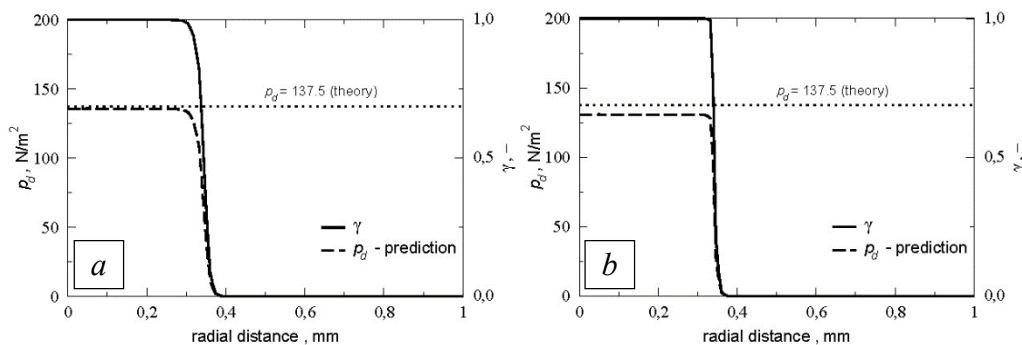 200
150
100
50
0
p_d, N/m²
1,0
0,5
0,0
γ, –
p_d = 137.5 (theory)
γ
p_d - prediction
a
0
0,2
0,4
0,6
0,8
1
radial distance , mm
200
150
100
50
0
p_d, N/m²
1,0
0,5
0,0
γ, –
p_d = 137.5 (theory)
γ
p_d - prediction
b
0
0,2
0,4
0,6
0,8
1
radial distance , mm